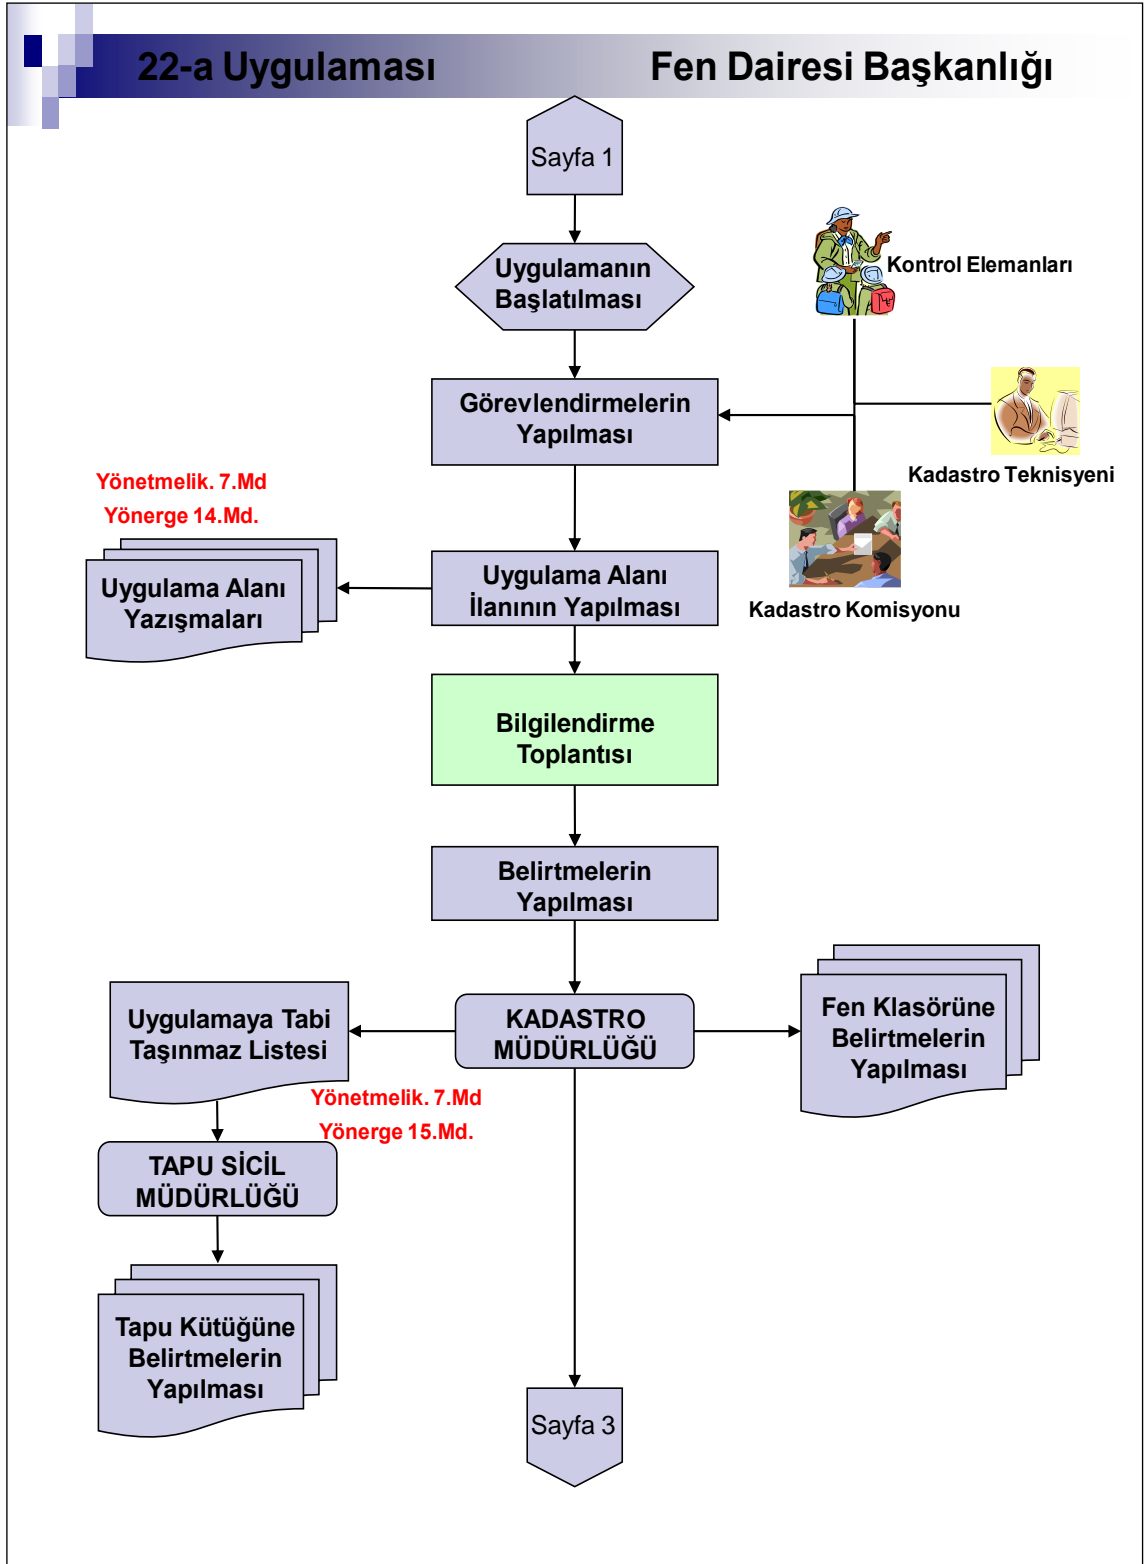 22-a Uygulaması Fen Dairesi Başkanlığı
Sayfa 1
Uygulamanın
Başlatılması
Kontrol Elemanları
Görevlendirmelerin
Yapılması
Kadastro Teknisyeni
Kadastro Komisyonu
Yönetmelik. 7.Md
Yönerge 14.Md.
Uygulama Alanı
Yazışmaları
Uygulama Alanı
İlanının Yapılması
Bilgilendirme
Toplantısı
Belirtmelerin
Yapılması
Uygulamaya Tabi
Taşınmaz Listesi
KADASTRO
MÜDÜRLÜĞÜ
Fen Klasörüne
Belirtmelerin
Yapılması
Yönetmelik. 7.Md
Yönerge 15.Md.
TAPU SİCİL
MÜDÜRLÜĞÜ
Tapu Kütüğüne
Belirtmelerin
Yapılması
Sayfa 3